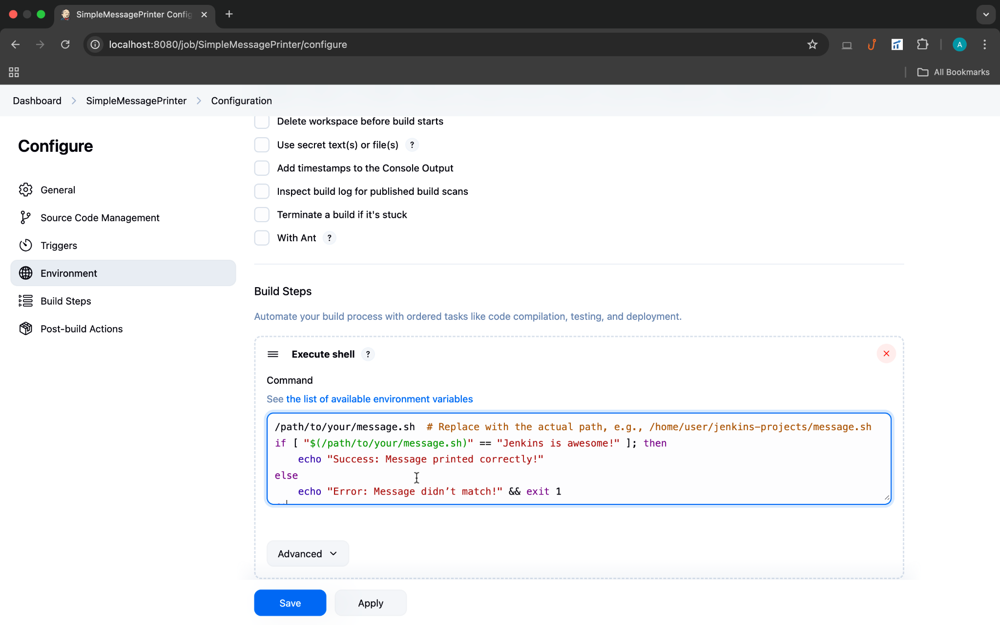 SimpleMessagePrinter Config
localhost:8080/job/SimpleMessagePrinter/configure
A
All Bookmarks
Dashboard
SimpleMessagePrinter
Configuration
Configure
General
Source Code Management
Triggers
Environment
Build Steps
Post-build Actions
Delete workspace before build starts
Use secret text(s) or file(s) ?
Add timestamps to the Console Output
Inspect build log for published build scans
Terminate a build if it's stuck
With Ant ?
Build Steps
Automate your build process with ordered tasks like code compilation, testing, and deployment.
Execute shell ?
Command
See the list of available environment variables
/path/to/your/message.sh  # Replace with the actual path, e.g., /home/user/jenkins-projects/message.sh
if [ "$(/path/to/your/message.sh)" == "Jenkins is awesome!" ]; then
    echo "Success: Message printed correctly!"
else
    echo "Error: Message didn’t match!" && exit 1
Advanced
Save
Apply